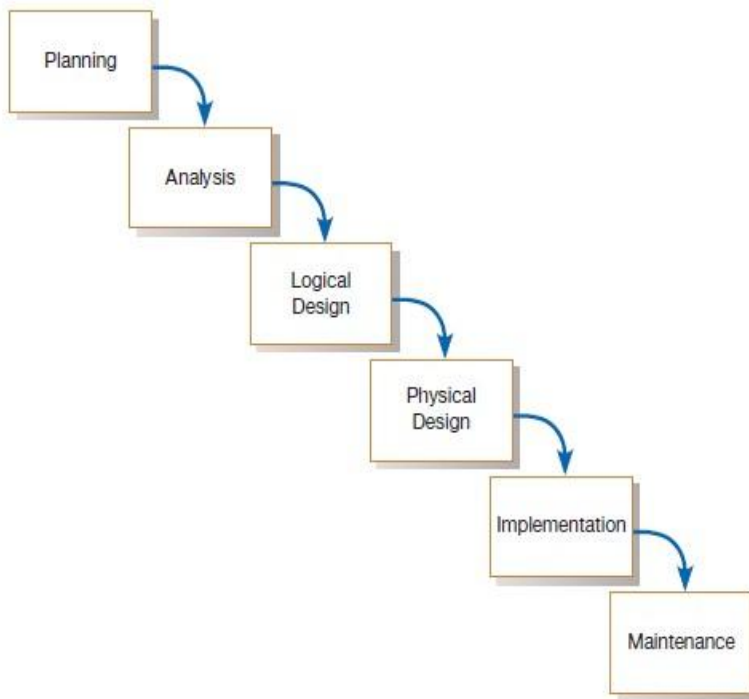 Planning
Analysis
Logical
Design
Physical
Design
Implementation
Maintenance